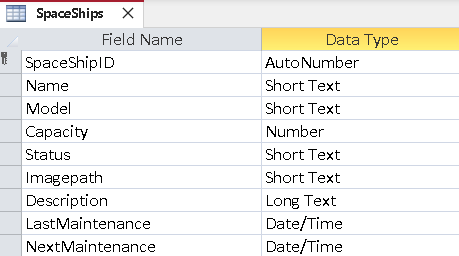 SpaceShips
Field Name Data Type
SpaceShipID AutoNumber
Name Short Text
Model Short Text
Capacity Number
Status Short Text
Imagepath Short Text
Description Long Text
LastMaintenance Date/Time
NextMaintenance Date/Time